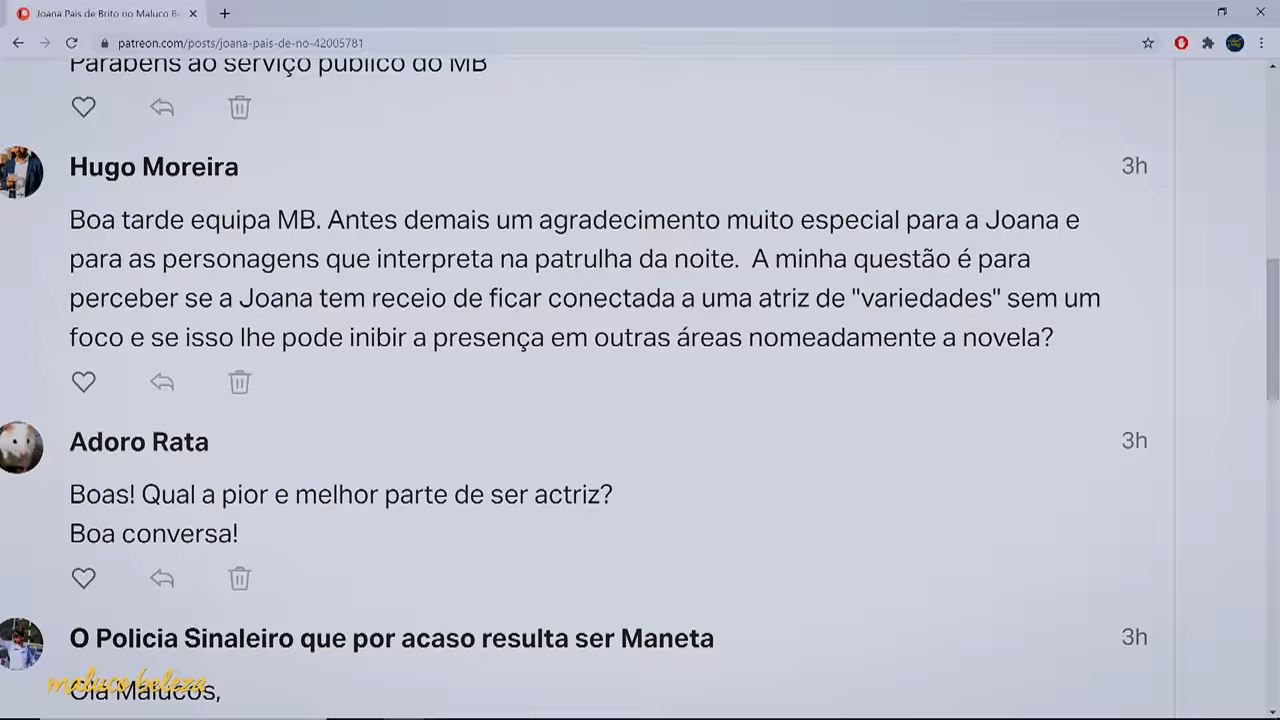 Joana Pais de Brito no Maluco Be
patreon.com/posts/joana-pais-de-no-42005781
Parabéns ao serviço público do MB
Hugo Moreira
3h
Boa tarde equipa MB. Antes demais um agradecimento muito especial para a Joana e
para as personagens que interpreta na patrulha da noite. A minha questão é para
perceber se a Joana tem receio de ficar conectada a uma atriz de "variedades" sem um
foco e se isso lhe pode inibir a presença em outras áreas nomeadamente a novela?
Adoro Rata
3h
Boas! Qual a pior e melhor parte de ser actriz?
Boa conversa!
O Policia Sinaleiro que por acaso resulta ser Maneta
3h
Olá Malucos,
maluco beleza